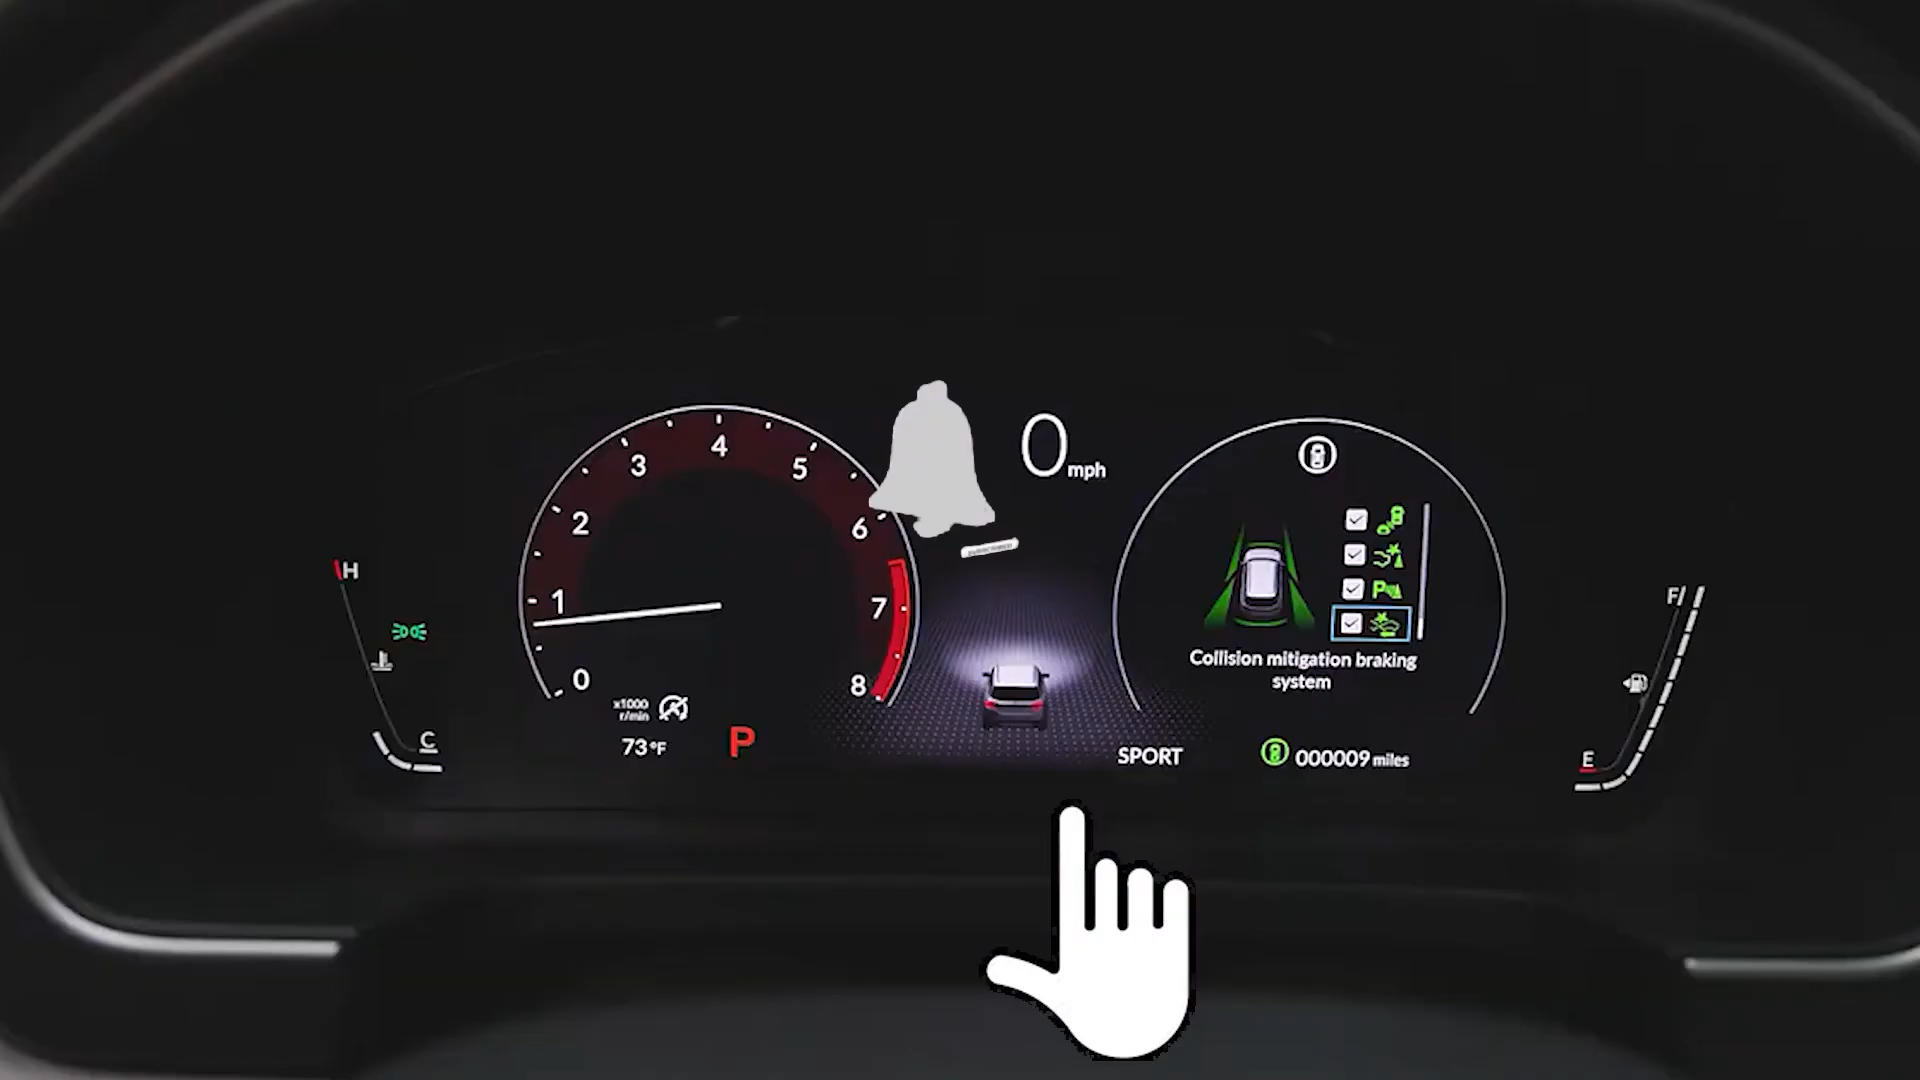 0
mph
4
3
5
2
6
1
7
0
8
x1000
r/min
73°F
P
H
C
SPORT
000009 miles
P
Collision mitigation braking
system
F
E